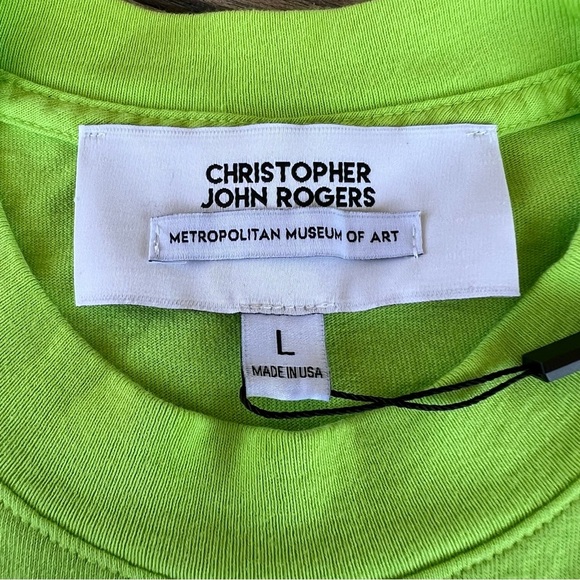 CHRISTOPHER
JOHN ROGERS
METROPOLITAN MUSEUM OF ART
L
MADE IN USA